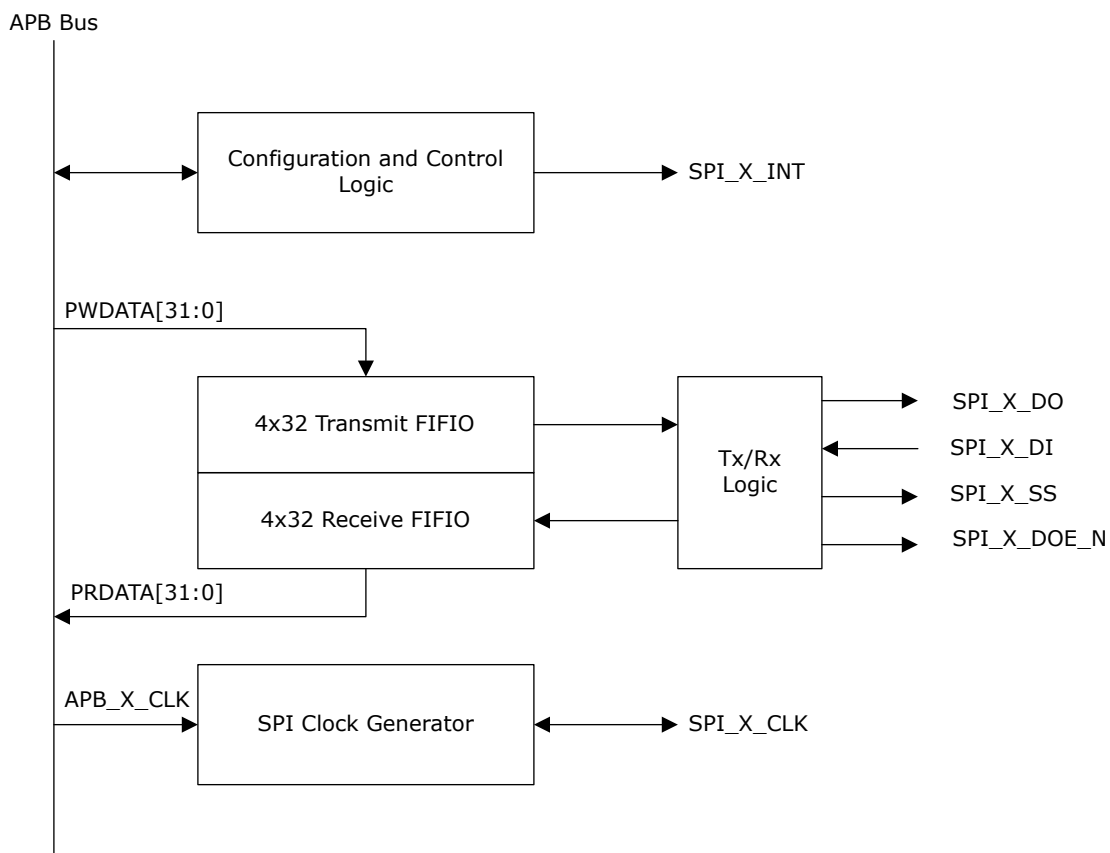 APB Bus
Configuration and Control
Logic
SPI_X_INT
PWDATA[31:0]
4x32 Transmit FIFIO
4x32 Receive FIFIO
Tx/Rx
Logic
SPI_X_DO
SPI_X_DI
SPI_X_SS
SPI_X_DOE_N
PRDATA[31:0]
APB_X_CLK
SPI Clock Generator
SPI_X_CLK